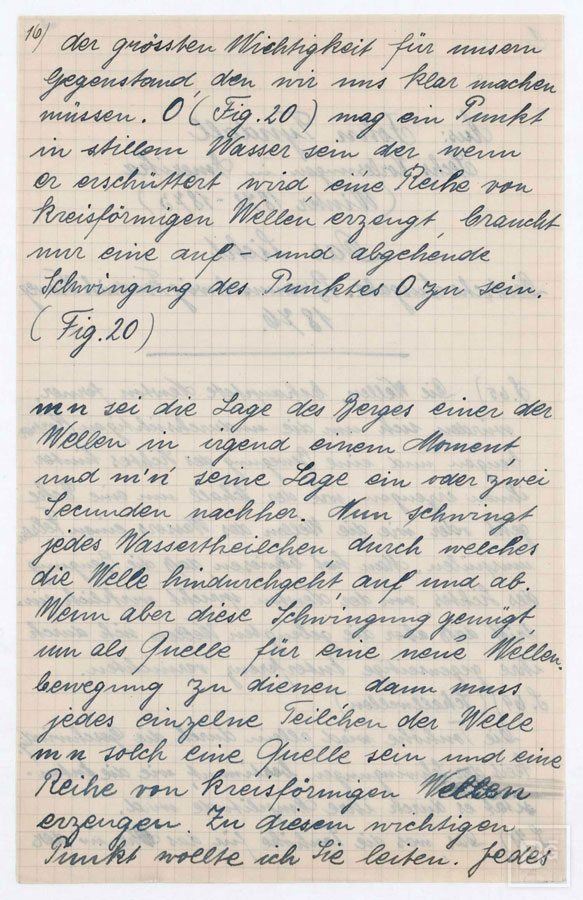 16)
der grössten Wichtigkeit für unsern
Gegenstand, den wir uns klar machen
müssen. O (Fig. 20) mag ein Punkt
in stillem Wasser sein der wenn
er erschüttert wird eine Reihe von
kreisförmigen Wellen erzeugt, braucht
nur eine auf- und abgehende
Schwingung des Punktes O zu sein.
(Fig. 20)
m n sei die Lage des Berges einer der
Wellen in irgend einem Moment,
und m'n' seine Lage ein oder zwei
Secunden nachher. Nun schwingt
jedes Wassertheilchen, durch welches
die Welle hindurchgeht, auf und ab.
Wenn aber diese Schwingung genügt,
um als Quelle für eine neue Wellen-
bewegung zu dienen dann muss
jedes einzelne Teilchen der Welle
m n solch eine Quelle sein und eine
Reihe von kreisförmigen Wellen
erzeugen. Zu diesem wichtigen
Punkt wollte ich Sie leiten. Jedes